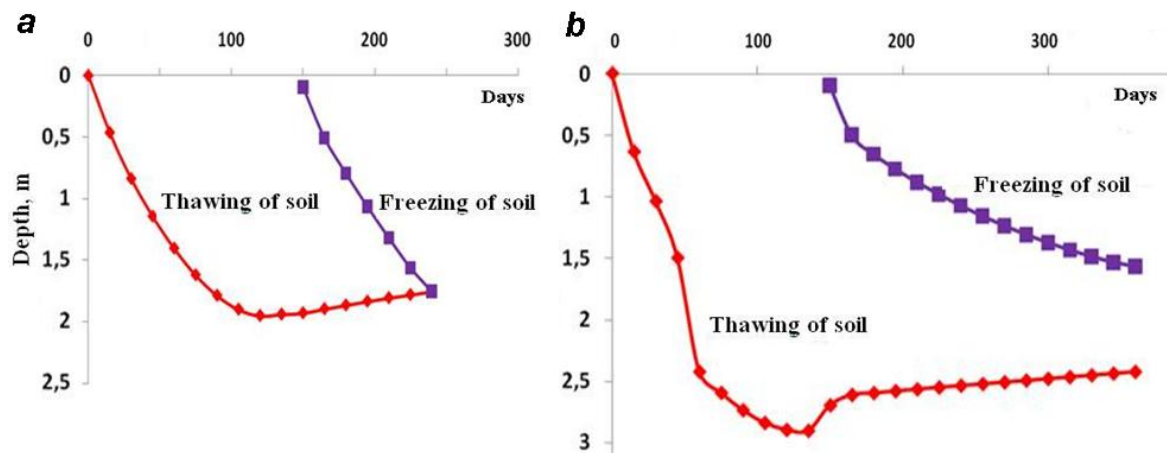 a
0 100 200 300
Days
0
0,5
1
1,5
2
2,5
Depth, m
Thawing of soil
Freezing of soil
b
0 100 200 300
Days
0
0,5
1
1,5
2
2,5
3
Freezing of soil
Thawing of soil